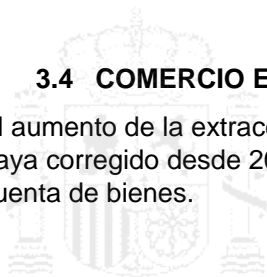 3.4 COMERCIO E
l aumento de la extracc
aya corregido desde 20
uenta de bienes.